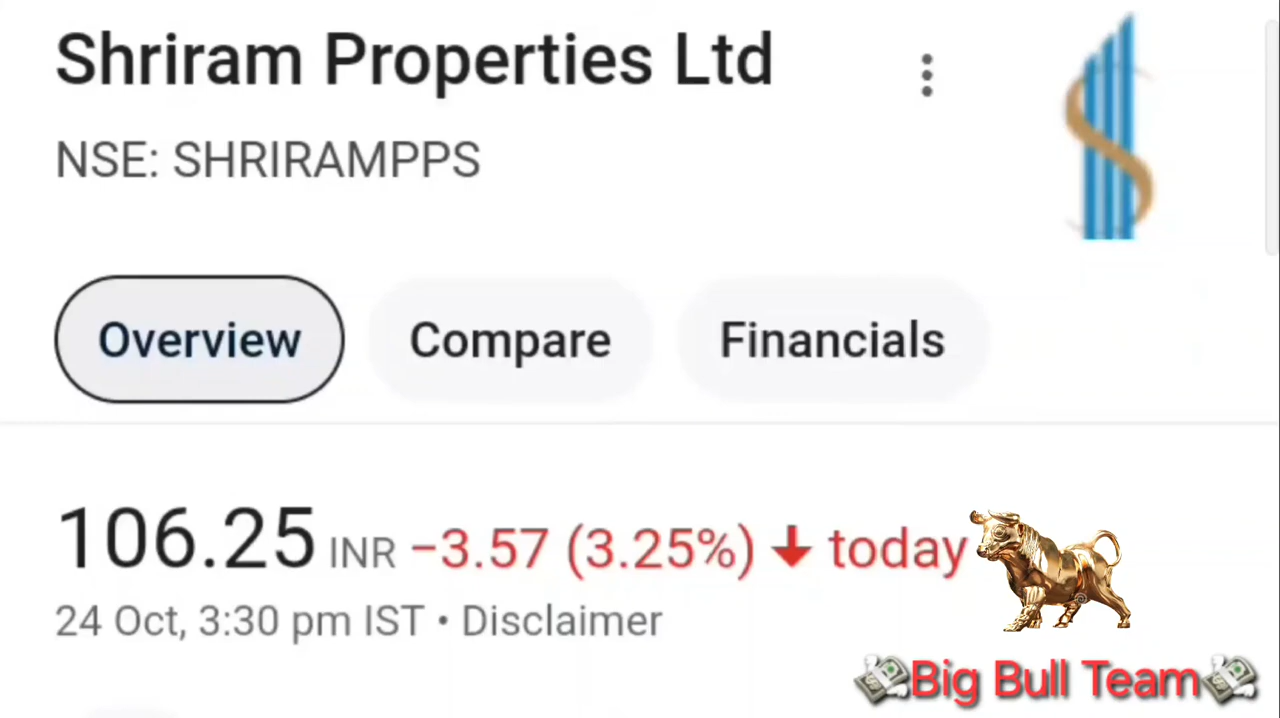 Shriram Properties Ltd
NSE: SHRIRAMPPS
Overview Compare Financials
106.25 INR −3.57 (3.25%) ↓ today
24 Oct, 3:30 pm IST • Disclaimer
💸Big Bull Team💸